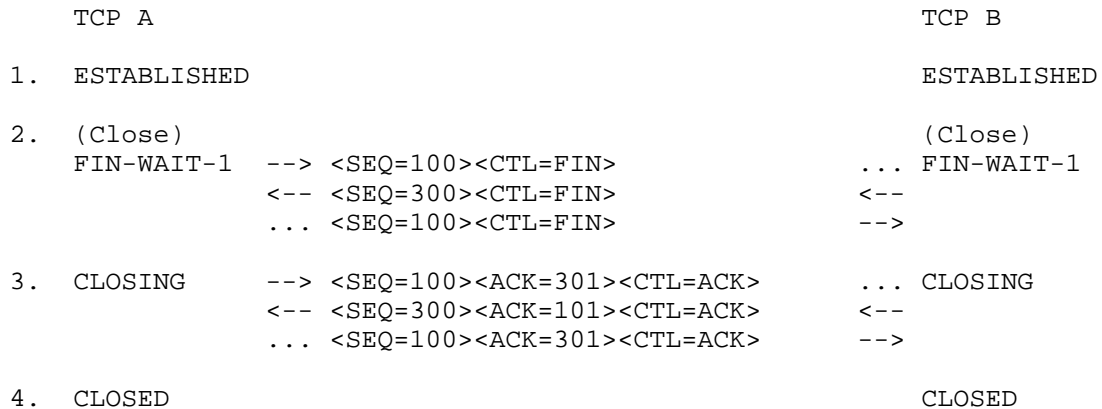 TCP A                                                TCP B
1.  ESTABLISHED                                          ESTABLISHED
2.  (Close)                                              (Close)
    FIN-WAIT-1  --> <SEQ=100><CTL=FIN>               ... FIN-WAIT-1
                <-- <SEQ=300><CTL=FIN>               <--
                ... <SEQ=100><CTL=FIN>               -->
3.  CLOSING     --> <SEQ=100><ACK=301><CTL=ACK>      ... CLOSING
                <-- <SEQ=300><ACK=101><CTL=ACK>      <--
                ... <SEQ=100><ACK=301><CTL=ACK>      -->
4.  CLOSED                                               CLOSED